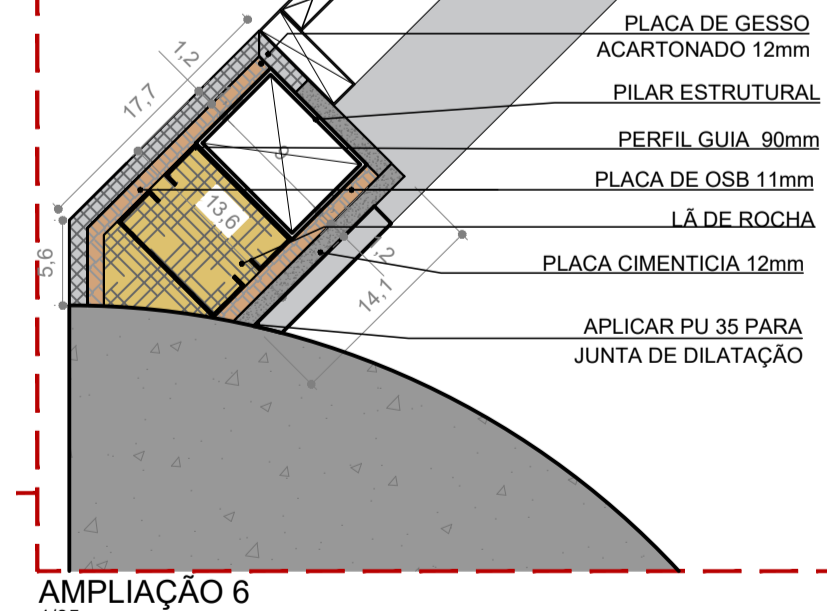 PLACA DE GESSO
ACARTONADO 12mm
1,2
17,7
PILAR ESTRUTURAL
PERFIL GUIA 90mm
9
PLACA DE OSB 11mm
13,6
LÃ DE ROCHA
5,6
PLACA CIMENTICIA 12mm
14,1
APLICAR PU 35 PARA
JUNTA DE DILATAÇÃO
AMPLIAÇÃO 6